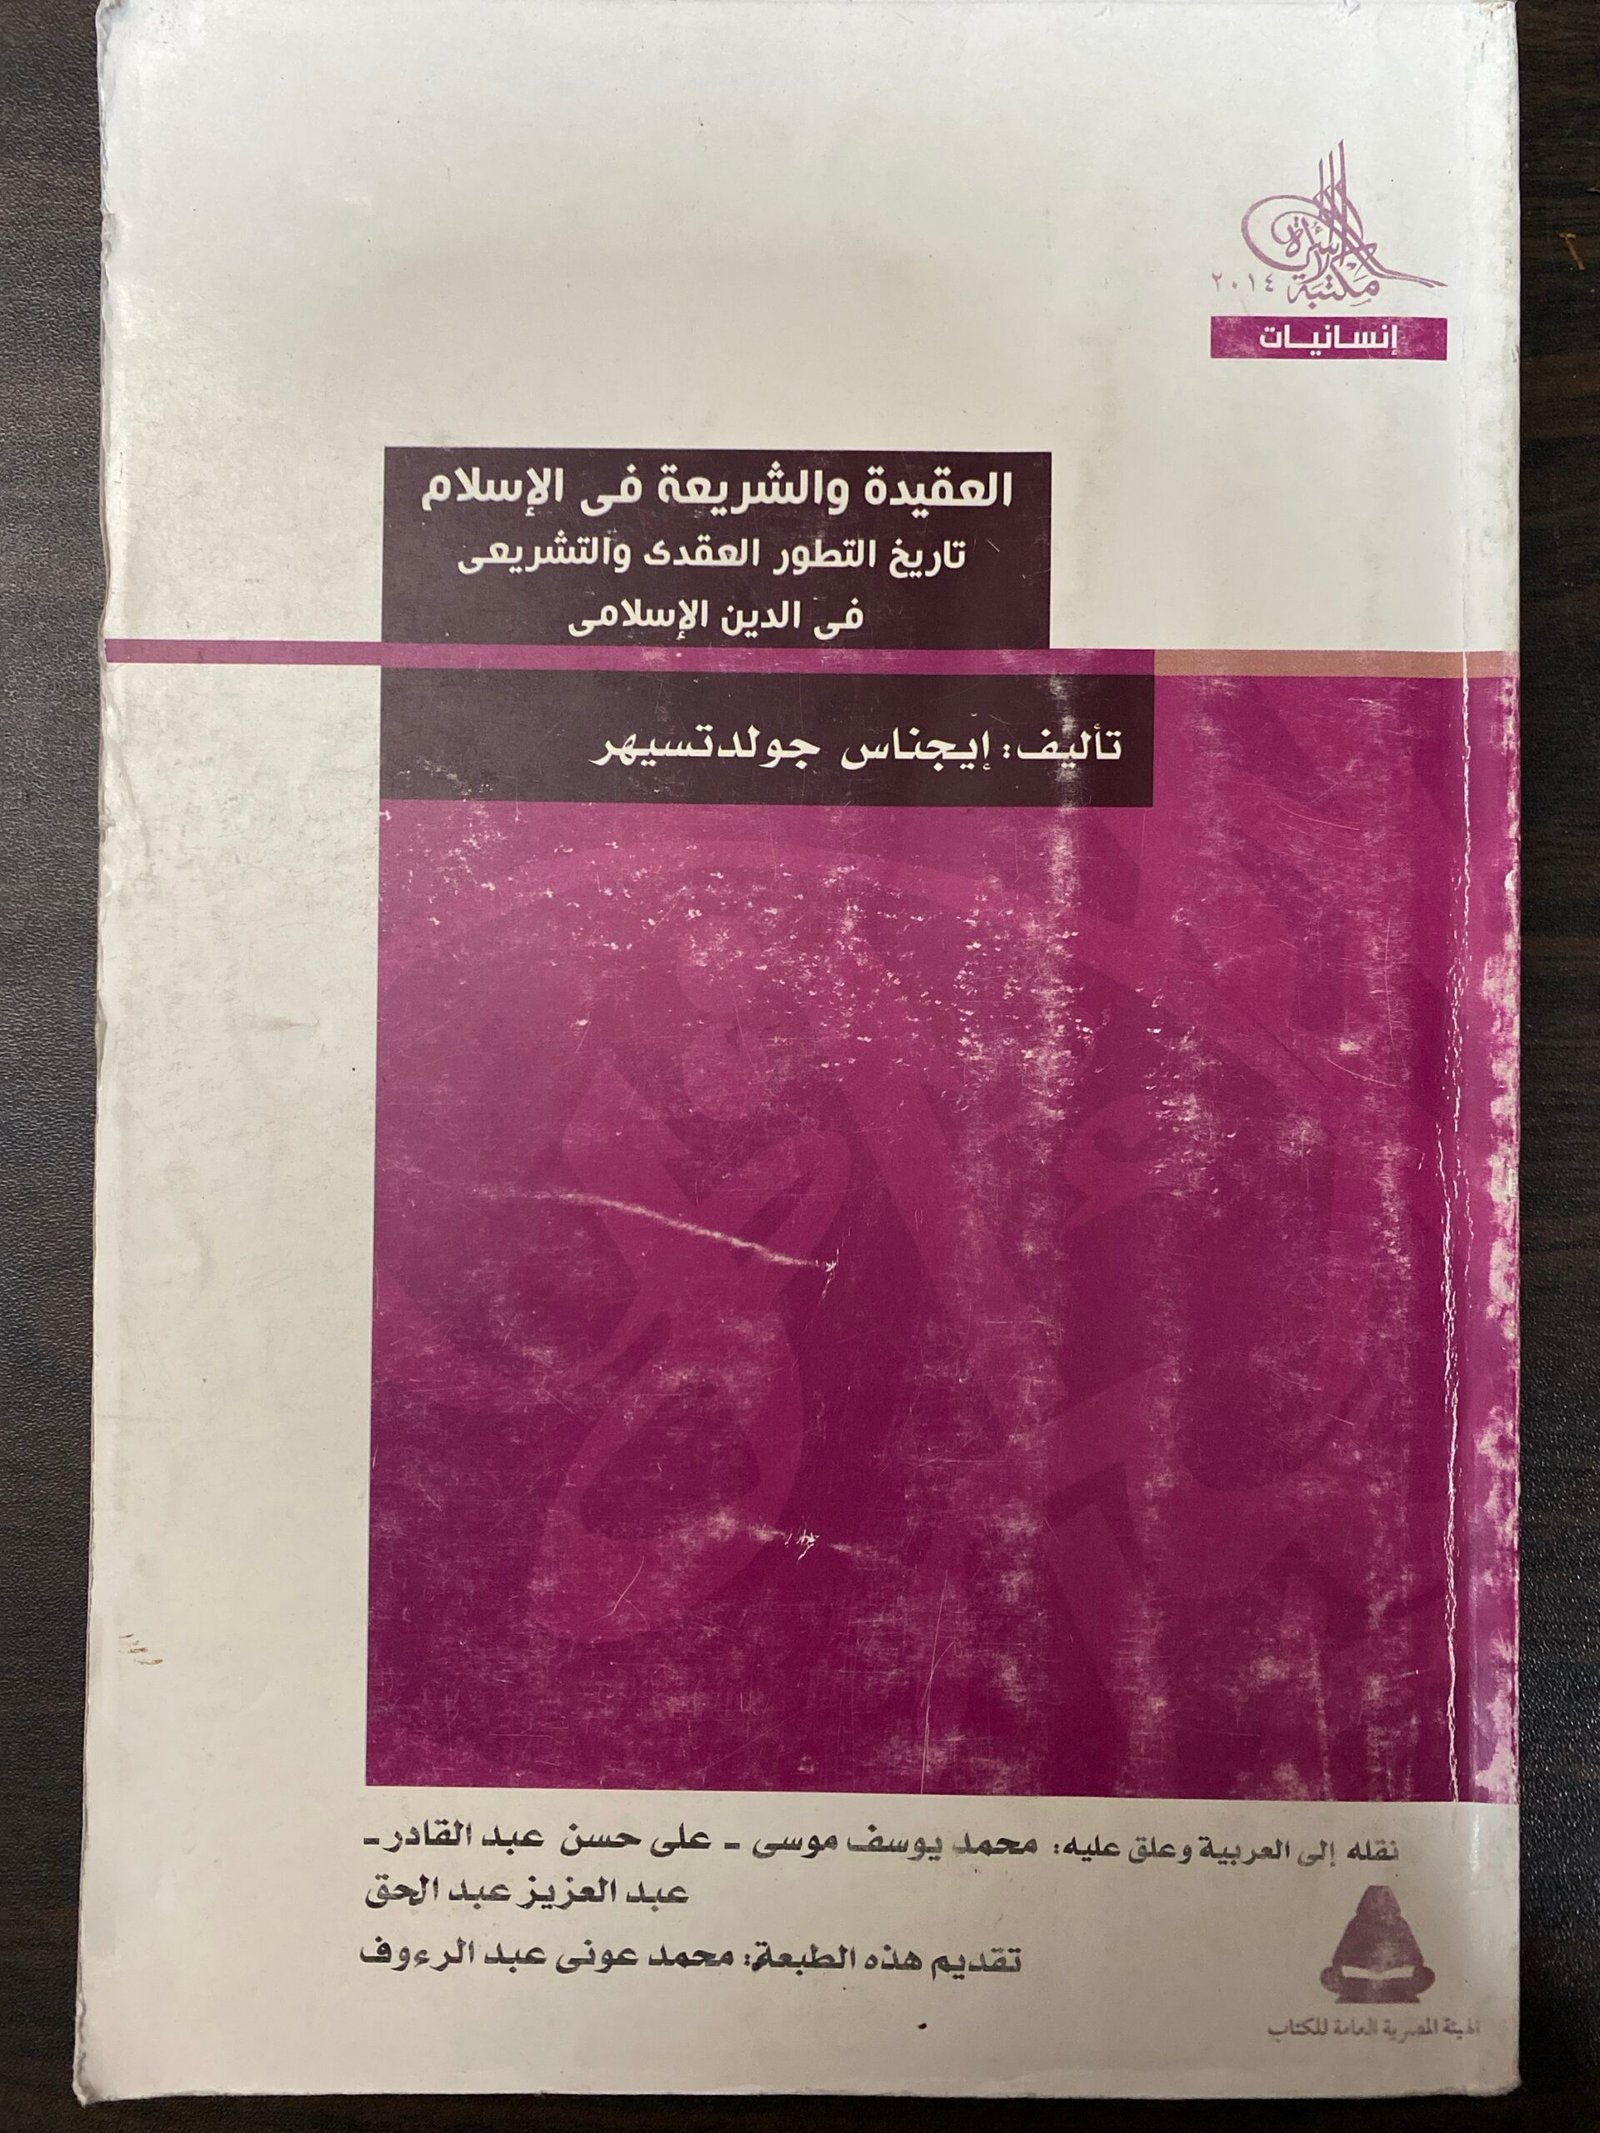 مكتبة الأسرة
٢٠١٤
إنسانيات
العقيدة والشريعة فى الإسلام
تاريخ التطور العقدى والتشريعى
فى الدين الإسلامى
تأليف: إيجناس جولدتسيهر
نقله إلى العربية وعلق عليه: محمد يوسف موسى - على حسن عبد القادر -
عبد العزيز عبد الحق
تقديم هذه الطبعة: محمد عونى عبد الرءوف
الهيئة المصرية العامة للكتاب